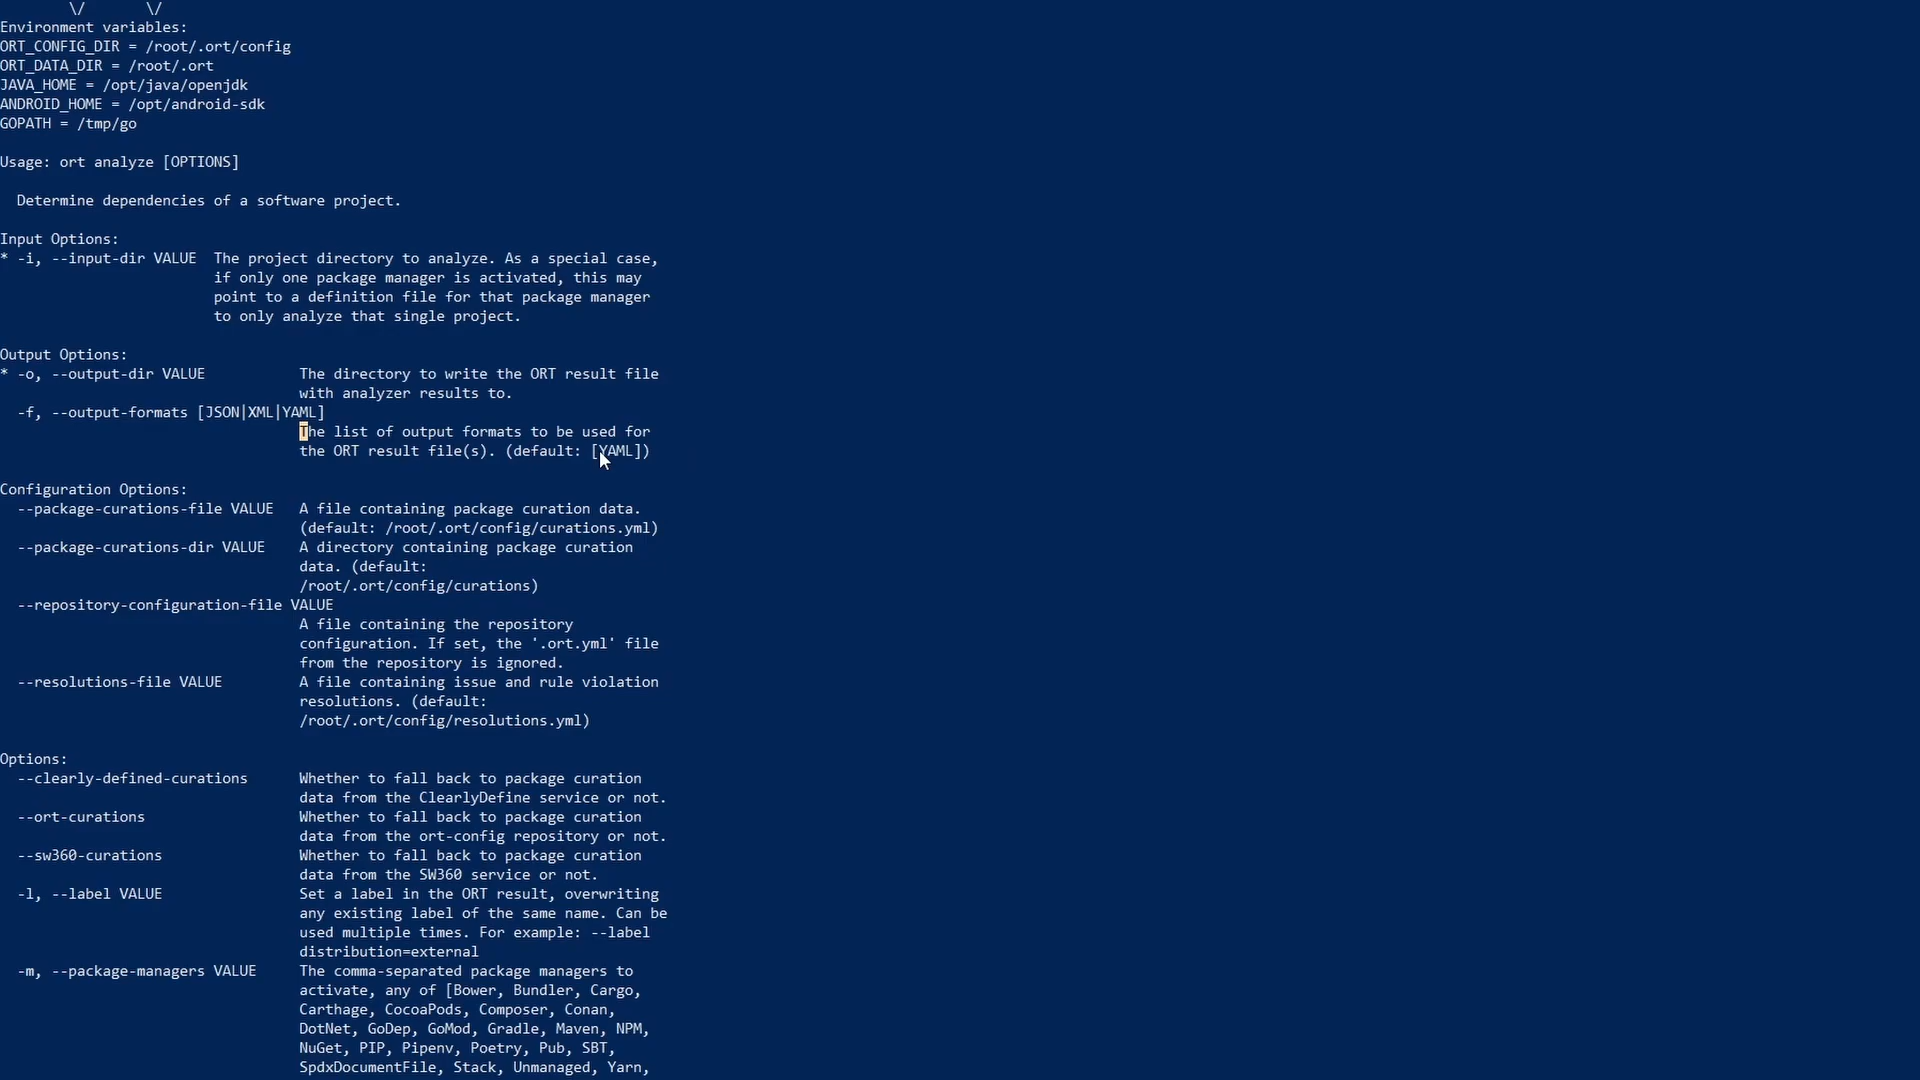 \/ \/
Environment variables:
ORT_CONFIG_DIR = /root/.ort/config
ORT_DATA_DIR = /root/.ort
JAVA_HOME = /opt/java/openjdk
ANDROID_HOME = /opt/android-sdk
GOPATH = /tmp/go
Usage: ort analyze [OPTIONS]
Determine dependencies of a software project.
Input Options:
* -i, --input-dir VALUE The project directory to analyze. As a special case,
if only one package manager is activated, this may
point to a definition file for that package manager
to only analyze that single project.
Output Options:
* -o, --output-dir VALUE The directory to write the ORT result file
with analyzer results to.
-f, --output-formats [JSON|XML|YAML]
The list of output formats to be used for
the ORT result file(s). (default: [YAML])
Configuration Options:
--package-curations-file VALUE A file containing package curation data.
(default: /root/.ort/config/curations.yml)
--package-curations-dir VALUE A directory containing package curation
data. (default:
/root/.ort/config/curations)
--repository-configuration-file VALUE
A file containing the repository
configuration. If set, the '.ort.yml' file
from the repository is ignored.
--resolutions-file VALUE A file containing issue and rule violation
resolutions. (default:
/root/.ort/config/resolutions.yml)
Options:
--clearly-defined-curations Whether to fall back to package curation
data from the ClearlyDefine service or not.
--ort-curations Whether to fall back to package curation
data from the ort-config repository or not.
--sw360-curations Whether to fall back to package curation
data from the SW360 service or not.
-l, --label VALUE Set a label in the ORT result, overwriting
any existing label of the same name. Can be
used multiple times. For example: --label
distribution=external
-m, --package-managers VALUE The comma-separated package managers to
activate, any of [Bower, Bundler, Cargo,
Carthage, CocoaPods, Composer, Conan,
DotNet, GoDep, GoMod, Gradle, Maven, NPM,
NuGet, PIP, Pipenv, Poetry, Pub, SBT,
SpdxDocumentFile, Stack, Unmanaged, Yarn,